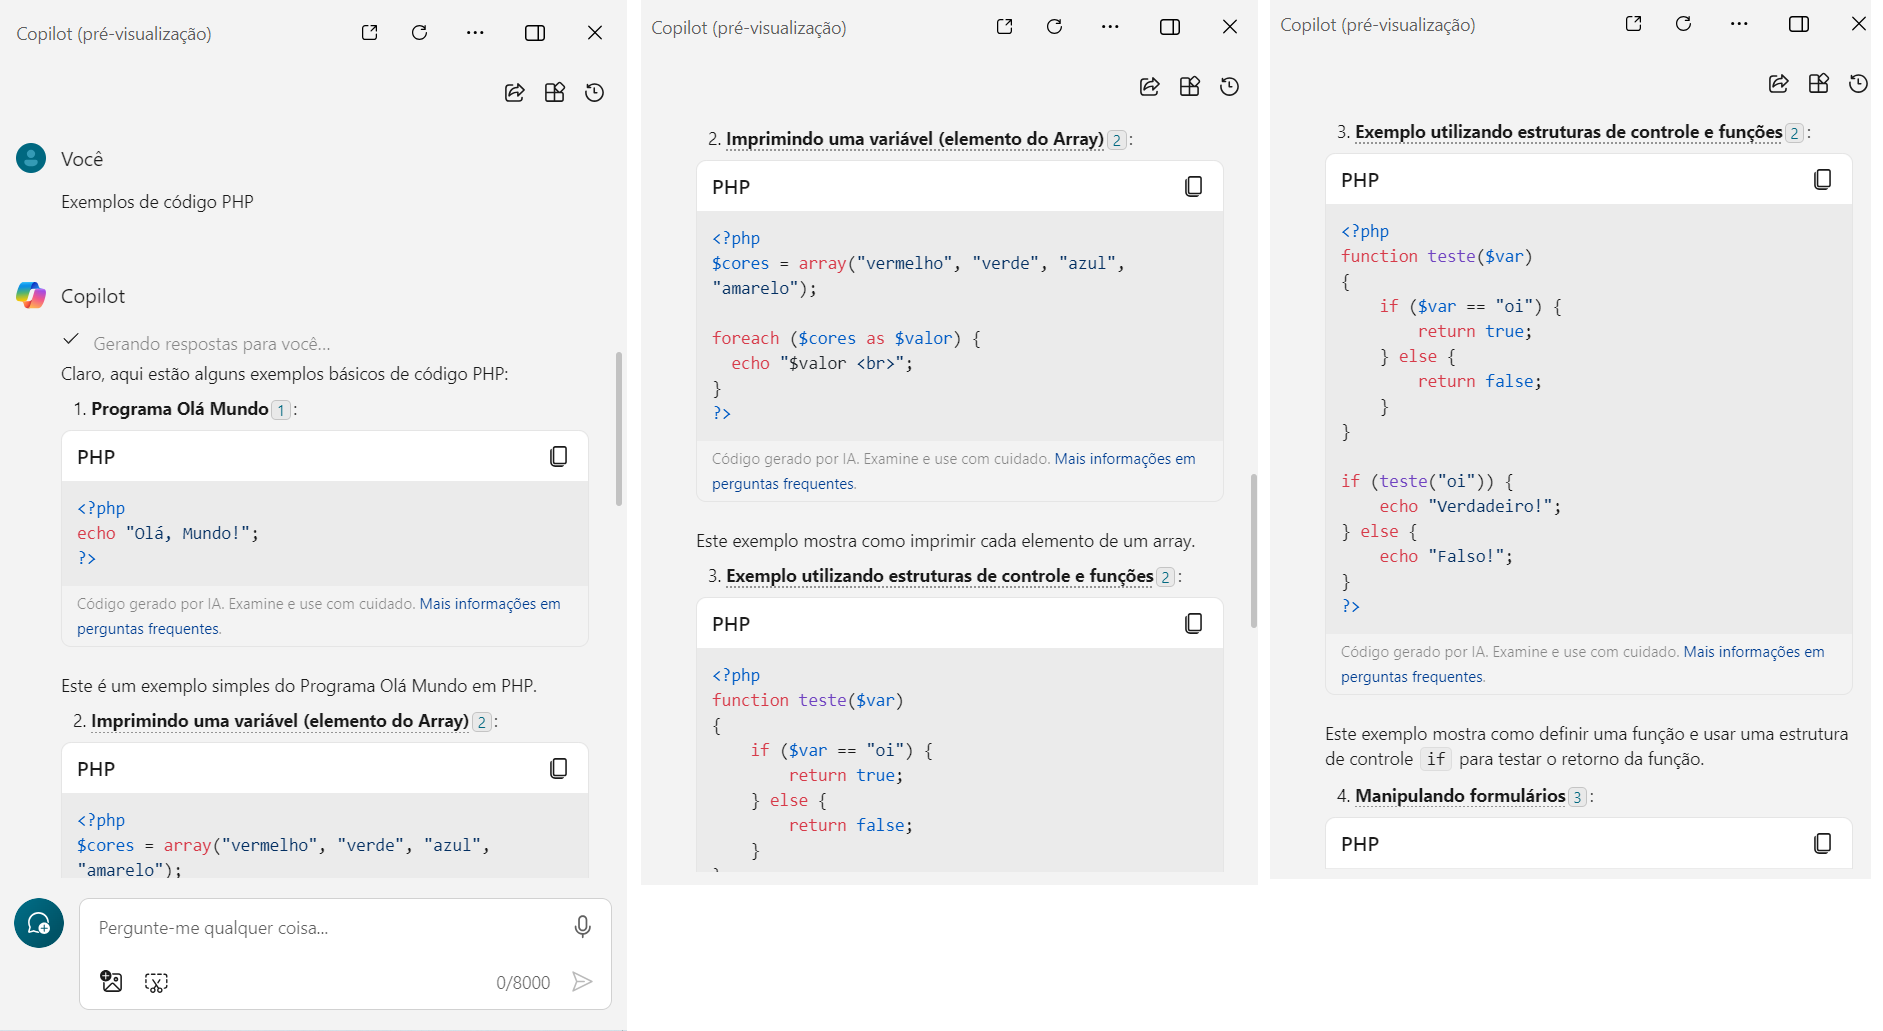 Copilot (pré-visualização)
Você
Exemplos de código PHP
Copilot
Gerando respostas para você...
Claro, aqui estão alguns exemplos básicos de código PHP:
1. Programa Olá Mundo 1 :
PHP
<?php
echo "Olá, Mundo!";
?>
Código gerado por IA. Examine e use com cuidado. Mais informações em
perguntas frequentes.
Este é um exemplo simples do Programa Olá Mundo em PHP.
2. Imprimindo uma variável (elemento do Array) 2 :
PHP
<?php
$cores = array("vermelho", "verde", "azul",
"amarelo");
Pergunte-me qualquer coisa...
0/8000
Copilot (pré-visualização)
2. Imprimindo uma variável (elemento do Array) 2 :
PHP
<?php
$cores = array("vermelho", "verde", "azul",
"amarelo");
foreach ($cores as $valor) {
echo "$valor <br>";
}
?>
Código gerado por IA. Examine e use com cuidado. Mais informações em
perguntas frequentes.
Este exemplo mostra como imprimir cada elemento de um array.
3. Exemplo utilizando estruturas de controle e funções 2 :
PHP
<?php
function teste($var)
{
if ($var == "oi") {
return true;
} else {
return false;
}
Copilot (pré-visualização)
3. Exemplo utilizando estruturas de controle e funções 2 :
PHP
<?php
function teste($var)
{
if ($var == "oi") {
return true;
} else {
return false;
}
}
if (teste("oi")) {
echo "Verdadeiro!";
} else {
echo "Falso!";
}
?>
Código gerado por IA. Examine e use com cuidado. Mais informações em
perguntas frequentes.
Este exemplo mostra como definir uma função e usar uma estrutura
de controle if para testar o retorno da função.
4. Manipulando formulários 3 :
PHP